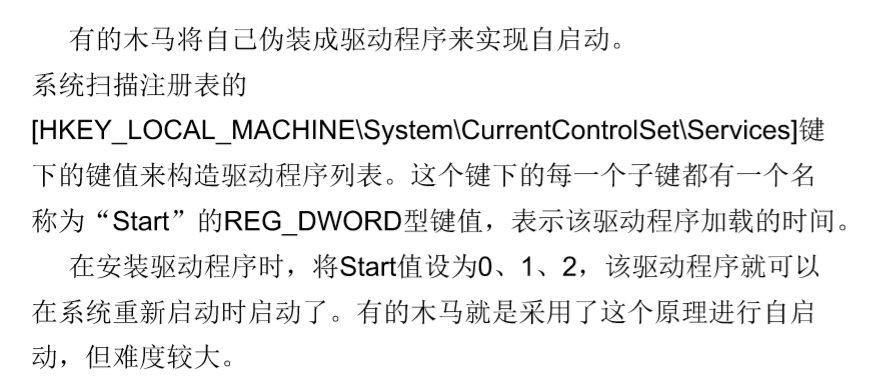 有的木马将自己伪装成驱动程序来实现自启动。
系统扫描注册表的
[HKEY_LOCAL_MACHINE\System\CurrentControlSet\Services]键
下的键值来构造驱动程序列表。这个键下的每一个子键都有一个名
称为“Start”的REG_DWORD型键值，表示该驱动程序加载的时间。
在安装驱动程序时，将Start值设为0、1、2，该驱动程序就可以
在系统重新启动时启动了。有的木马就是采用了这个原理进行自启
动，但难度较大。